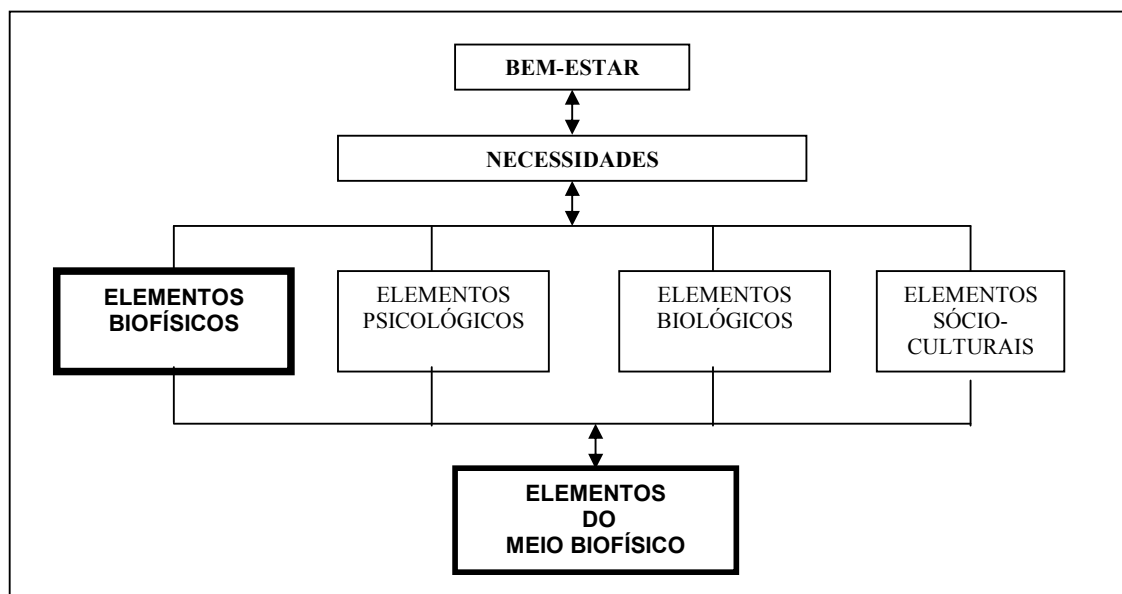 BEM-ESTAR
NECESSIDADES
ELEMENTOS
BIOFÍSICOS
ELEMENTOS
PSICOLÓGICOS
ELEMENTOS
BIOLÓGICOS
ELEMENTOS
SÓCIO-
CULTURAIS
ELEMENTOS
DO
MEIO BIOFÍSICO